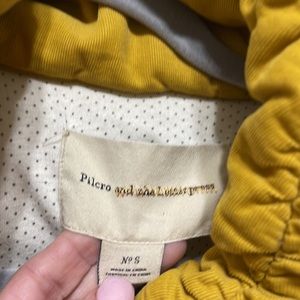 Pilcro and the Letterpress
Nº S
MADE IN CHINA